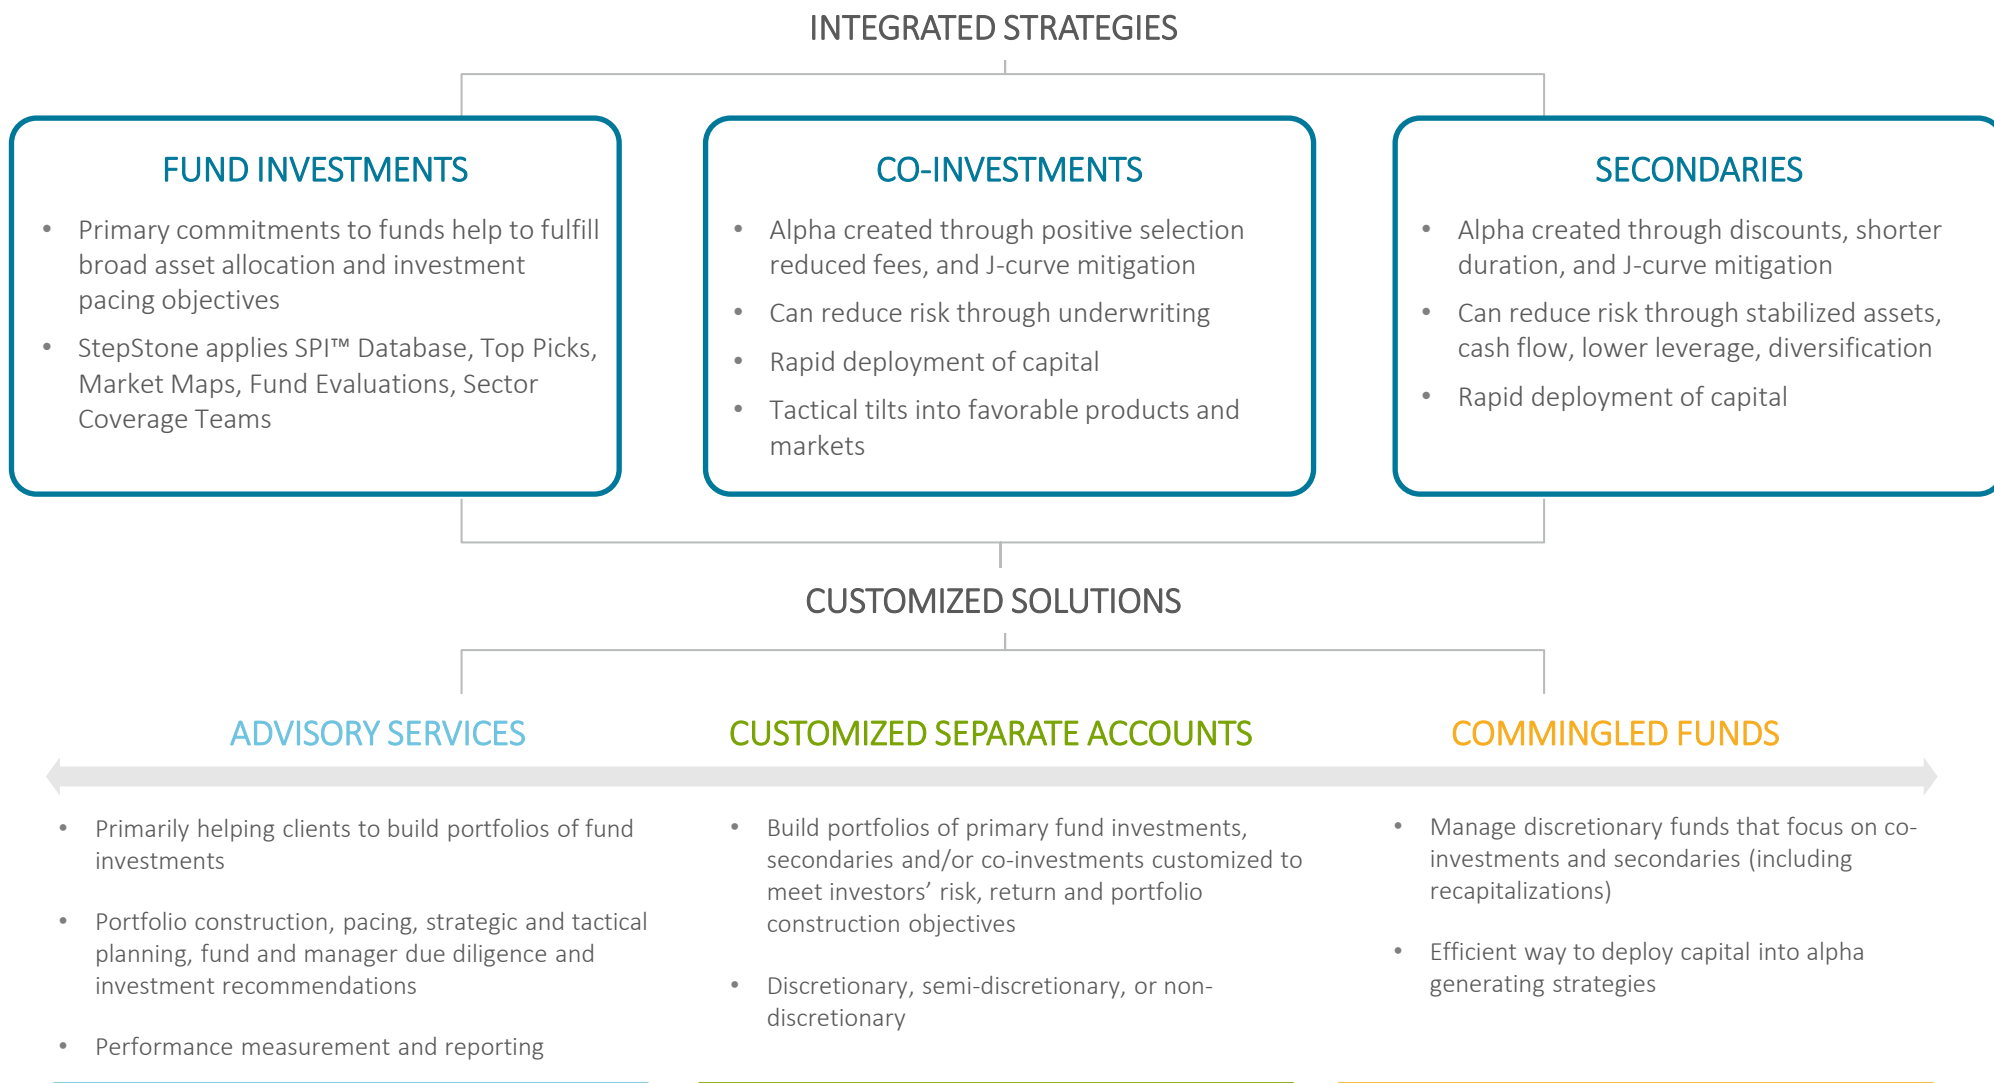 INTEGRATED STRATEGIES
FUND INVESTMENTS
• Primary commitments to funds help to fulfill
broad asset allocation and investment
pacing objectives
• StepStone applies SPI™ Database, Top Picks,
Market Maps, Fund Evaluations, Sector
Coverage Teams
CO-INVESTMENTS
• Alpha created through positive selection
reduced fees, and J-curve mitigation
• Can reduce risk through underwriting
• Rapid deployment of capital
• Tactical tilts into favorable products and
markets
SECONDARIES
• Alpha created through discounts, shorter
duration, and J-curve mitigation
• Can reduce risk through stabilized assets,
cash flow, lower leverage, diversification
• Rapid deployment of capital
CUSTOMIZED SOLUTIONS
ADVISORY SERVICES
• Primarily helping clients to build portfolios of fund
investments
• Portfolio construction, pacing, strategic and tactical
planning, fund and manager due diligence and
investment recommendations
• Performance measurement and reporting
CUSTOMIZED SEPARATE ACCOUNTS
• Build portfolios of primary fund investments,
secondaries and/or co-investments customized to
meet investors’ risk, return and portfolio
construction objectives
• Discretionary, semi-discretionary, or non-
discretionary
COMMINGLED FUNDS
• Manage discretionary funds that focus on co-
investments and secondaries (including
recapitalizations)
• Efficient way to deploy capital into alpha
generating strategies